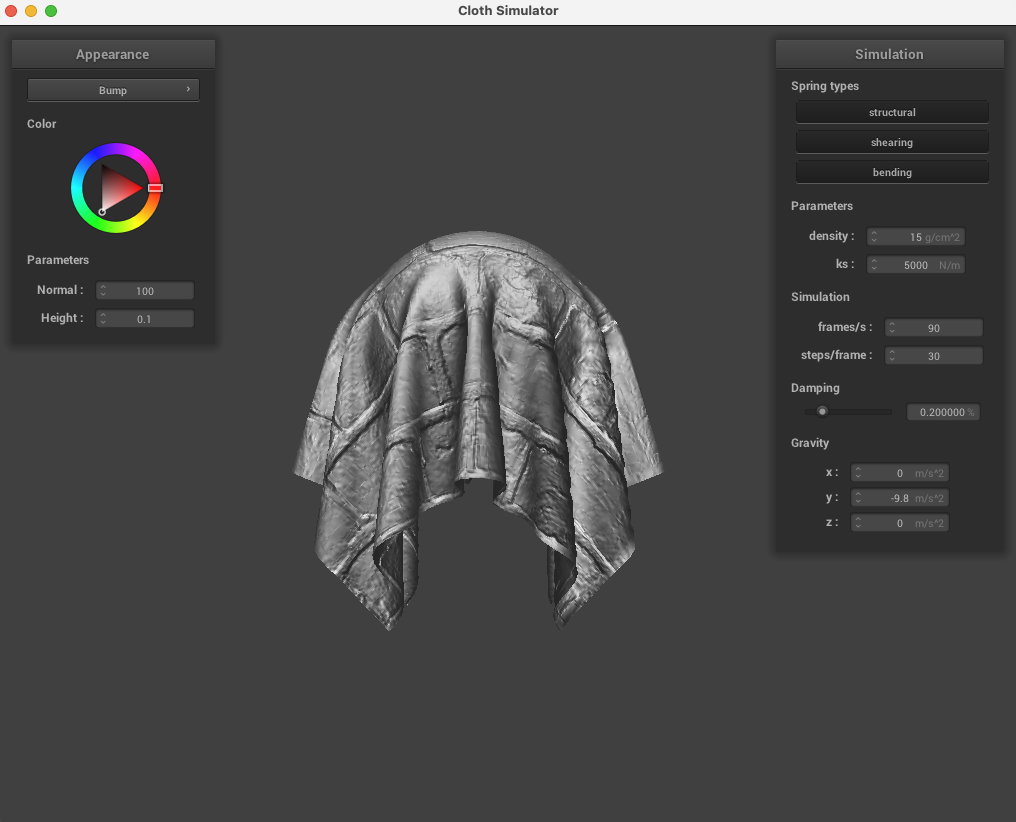 Cloth Simulator
Appearance
Bump
Color
Parameters
Normal : 100
Height : 0.1
Simulation
Spring types
structural
shearing
bending
Parameters
density : 15 g/cm^2
ks : 5000 N/m
Simulation
frames/s : 90
steps/frame : 30
Damping
0.200000 %
Gravity
x : 0 m/s^2
y : -9.8 m/s^2
z : 0 m/s^2